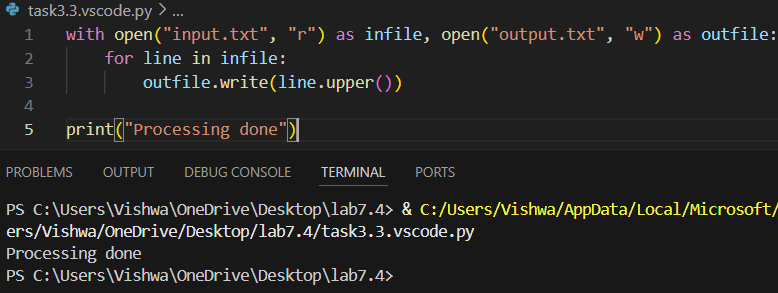 task3.3.vscode.py > ...
1 with open("input.txt", "r") as infile, open("output.txt", "w") as outfile:
2     for line in infile:
3         outfile.write(line.upper())
4
5 print("Processing done")
PROBLEMS OUTPUT DEBUG CONSOLE TERMINAL PORTS
PS C:\Users\Vishwa\OneDrive\Desktop\lab7.4> & C:/Users/Vishwa/AppData/Local/Microsoft/
ers/Vishwa/OneDrive/Desktop/lab7.4/task3.3.vscode.py
Processing done
PS C:\Users\Vishwa\OneDrive\Desktop\lab7.4>